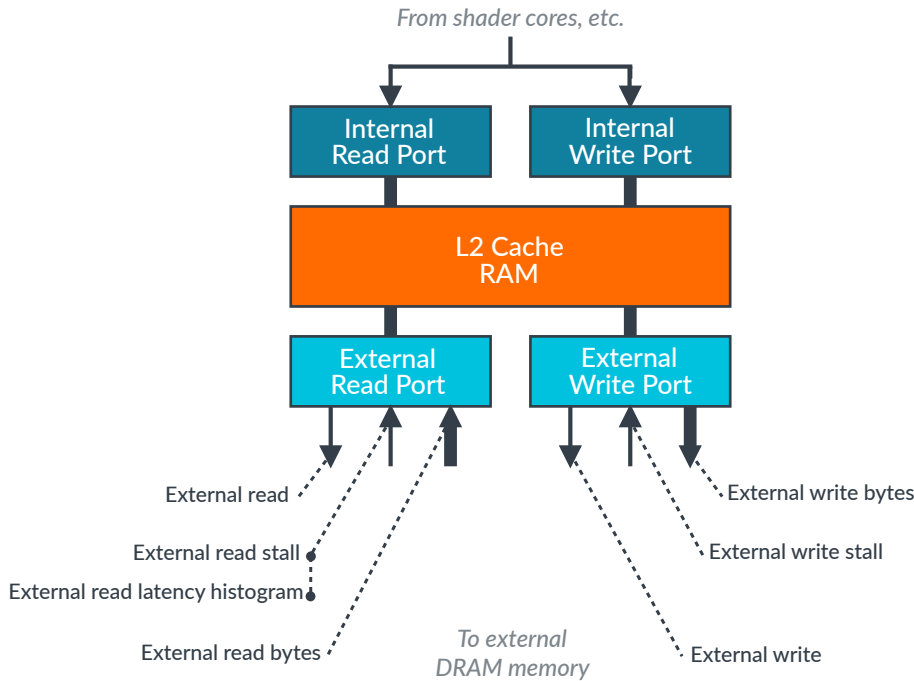 From shader cores, etc.
Internal
Read Port
Internal
Write Port
L2 Cache
RAM
External
Read Port
External
Write Port
External read
External write bytes
External read stall
External write stall
External read latency histogram
External read bytes
To external
DRAM memory
External write